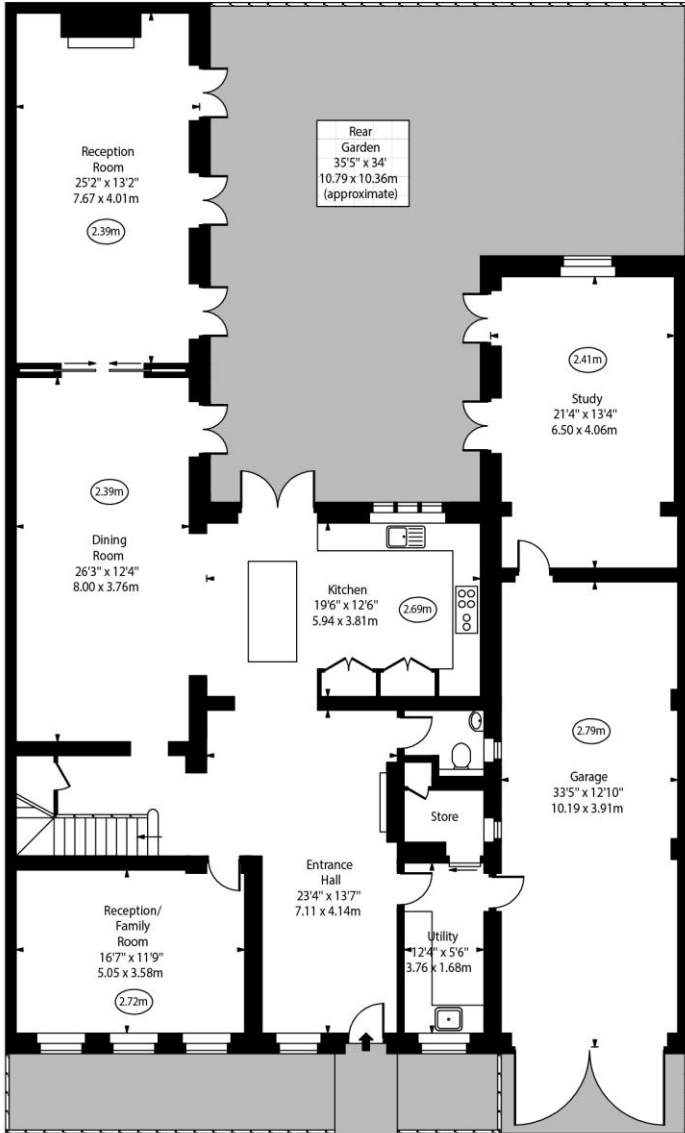 Rear
Garden
35'5" x 34'
10.79 x 10.36m
(approximate)
Reception
Room
25'2" x 13'2"
7.67 x 4.01m
2.39m
2.41m
Study
21'4" x 13'4"
6.50 x 4.06m
2.39m
Dining
Room
26'3" x 12'4"
8.00 x 3.76m
Kitchen
19'6" x 12'6"
5.94 x 3.81m
2.69m
2.79m
Garage
33'5" x 12'10"
10.19 x 3.91m
Store
Entrance
Hall
23'4" x 13'7"
7.11 x 4.14m
Reception/
Family
Room
16'7" x 11'9"
5.05 x 3.58m
2.72m
Utility
12'4" x 5'6"
3.76 x 1.68m